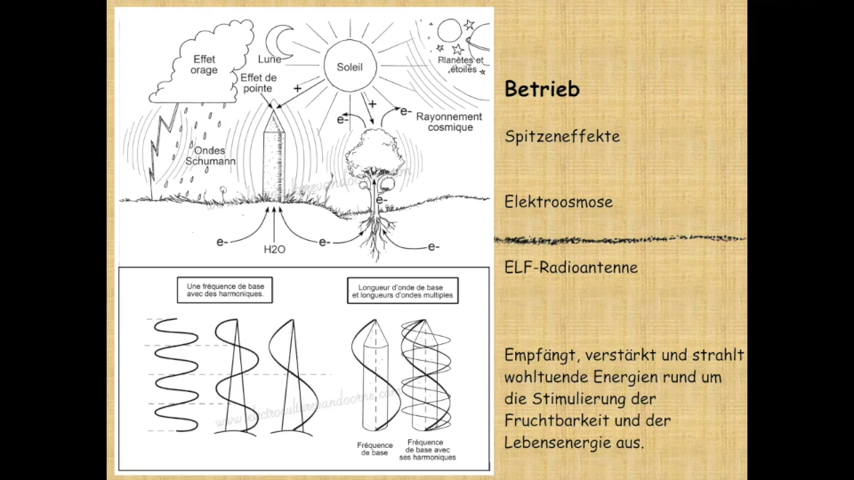 Effet
orage
Lune
Soleil
Planètes et
étoiles
Effet de
pointe
+
+
e-
e-
Rayonnement
cosmique
Ondes
Schumann
e-
e-
H2O
e-
e-
Une fréquence de base
avec des harmoniques.
Longueur d'onde de base
et longueurs d'ondes multiples
Fréquence
de base
Fréquence
de base avec
ses harmoniques
Betrieb
Spitzeneffekte
Elektroosmose
ELF-Radioantenne
Empfängt, verstärkt und strahlt
wohltuende Energien rund um
die Stimulierung der
Fruchtbarkeit und der
Lebensenergie aus.